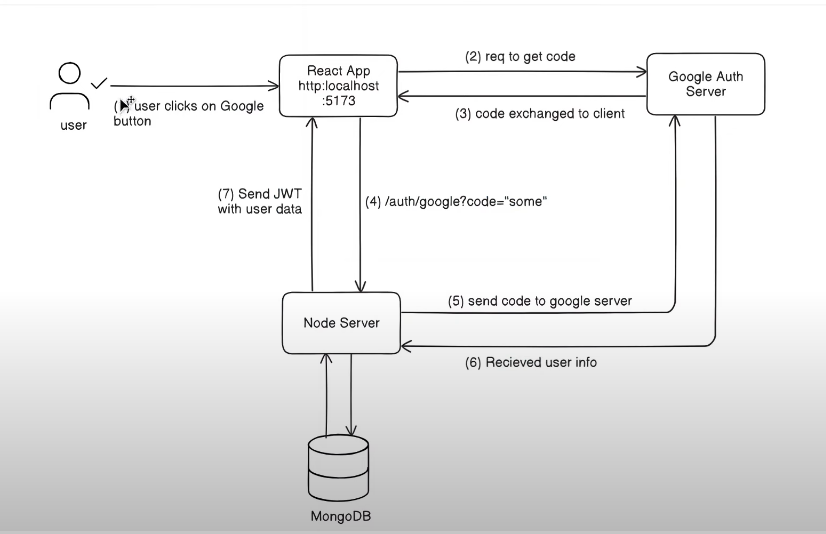 (2) req to get code
React App
http:localhost
:5173
Google Auth
Server
user clicks on Google
button
user
(3) code exchanged to client
(7) Send JWT
with user data
(4) /auth/google?code="some"
(5) send code to google server
Node Server
(6) Recieved user info
MongoDB